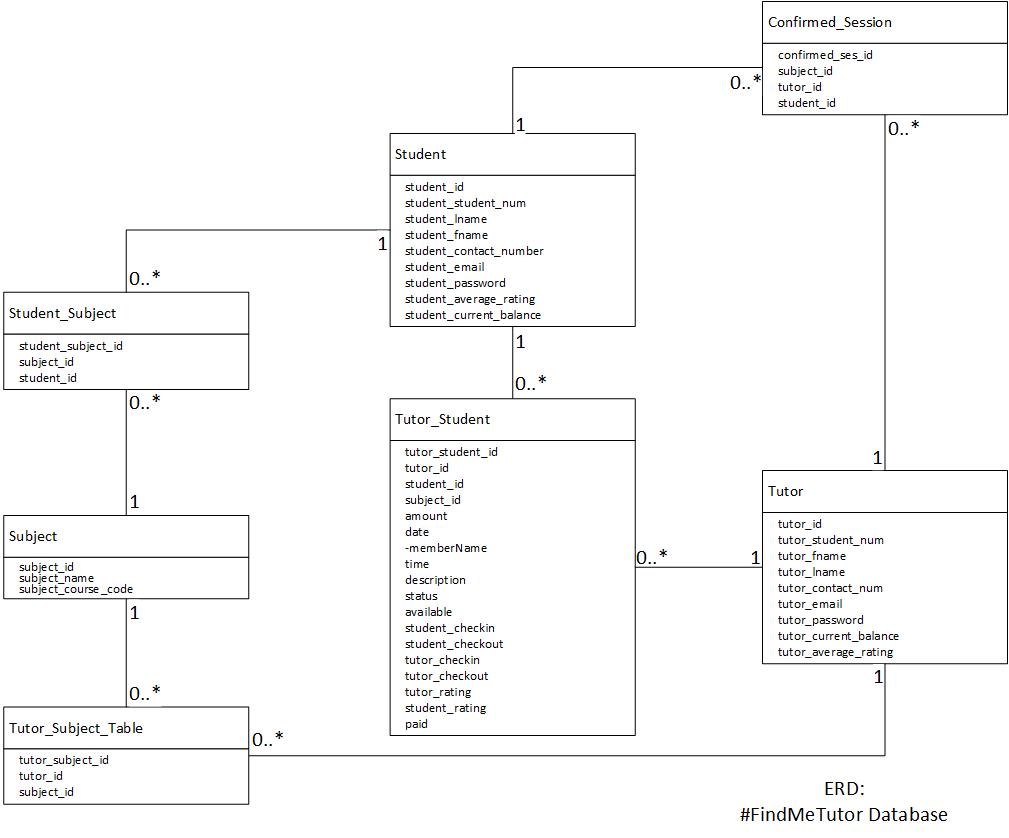 Confirmed_Session
confirmed_ses_id
subject_id
tutor_id
student_id
0..*
0..*
1
Student
student_id
student_student_num
student_lname
student_fname
student_contact_number
student_email
student_password
student_average_rating
student_current_balance
1
0..*
Student_Subject
student_subject_id
subject_id
student_id
0..*
1
0..*
Tutor_Student
tutor_student_id
tutor_id
student_id
subject_id
amount
date
-memberName
time
description
status
available
student_checkin
student_checkout
tutor_checkin
tutor_checkout
tutor_rating
student_rating
paid
0..*
1
1
Tutor
tutor_id
tutor_student_num
tutor_fname
tutor_lname
tutor_contact_num
tutor_email
tutor_password
tutor_current_balance
tutor_average_rating
1
1
Subject
subject_id
subject_name
subject_course_code
1
0..*
Tutor_Subject_Table
tutor_subject_id
tutor_id
subject_id
0..*
ERD:
#FindMeTutor Database